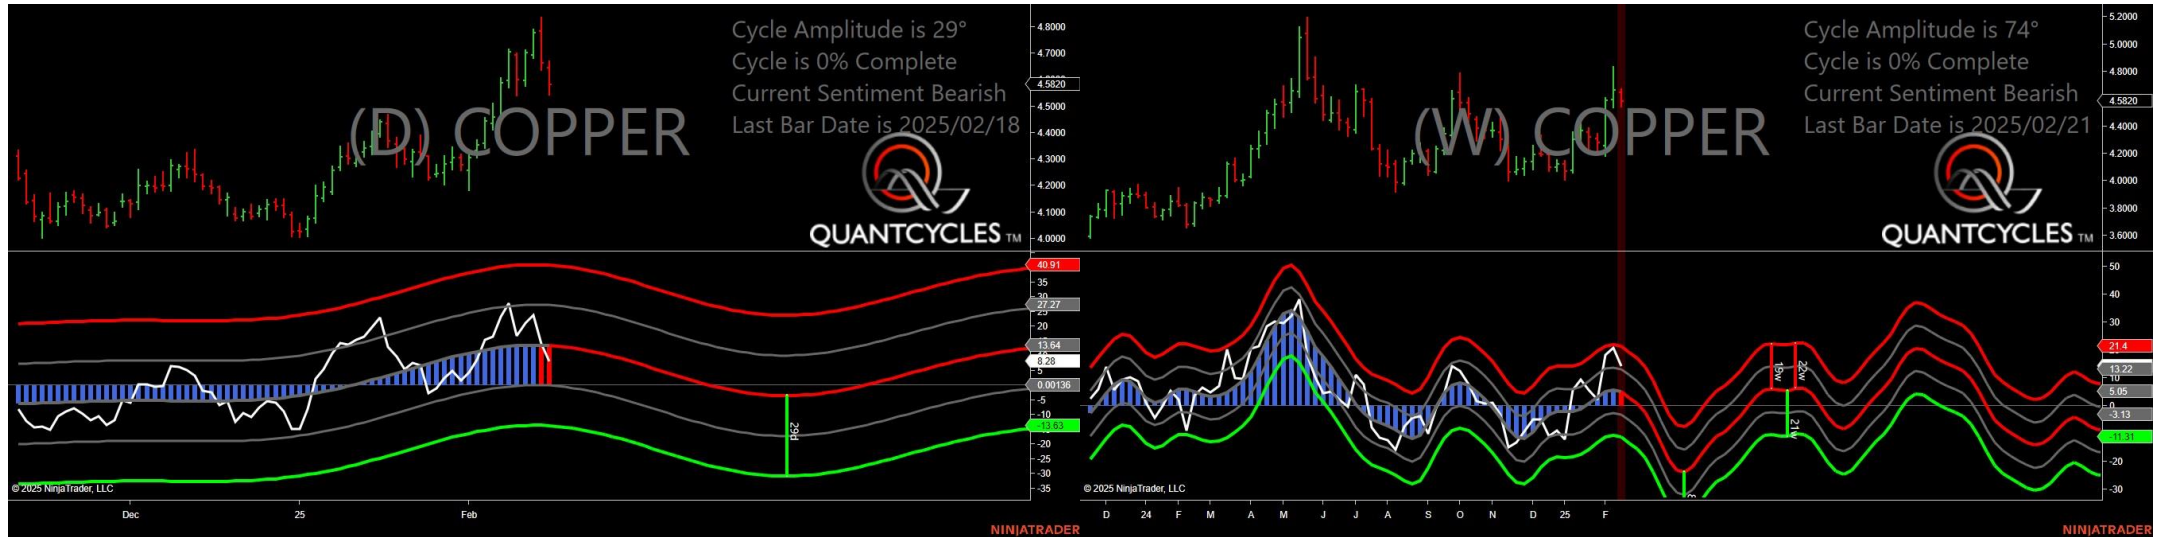 Cycle Amplitude is 29°
Cycle is 0% Complete
Current Sentiment Bearish
Last Bar Date is 2025/02/18
(D) COPPER
QUANTCYCLES TM
4.8000
4.7000
4.5820
4.5000
4.4000
4.3000
4.2000
4.1000
4.0000
40.91
35
30
27.27
25
20
13.64
8.28
0.00136
-5
-10
-13.63
-20
-25
-30
-35
29d
© 2025 NinjaTrader, LLC
Dec
25
Feb
NINJATRADER
Cycle Amplitude is 74°
Cycle is 0% Complete
Current Sentiment Bearish
Last Bar Date is 2025/02/21
(W) COPPER
QUANTCYCLES TM
5.2000
5.0000
4.8000
4.5820
4.4000
4.2000
4.0000
3.8000
3.6000
50
40
30
21.4
13.22
10
5.05
0
-3.13
-11.31
-20
-30
19w
22w
21w
© 2025 NinjaTrader, LLC
D
24
F
M
A
M
J
J
A
S
O
N
D
25
F
NINJATRADER